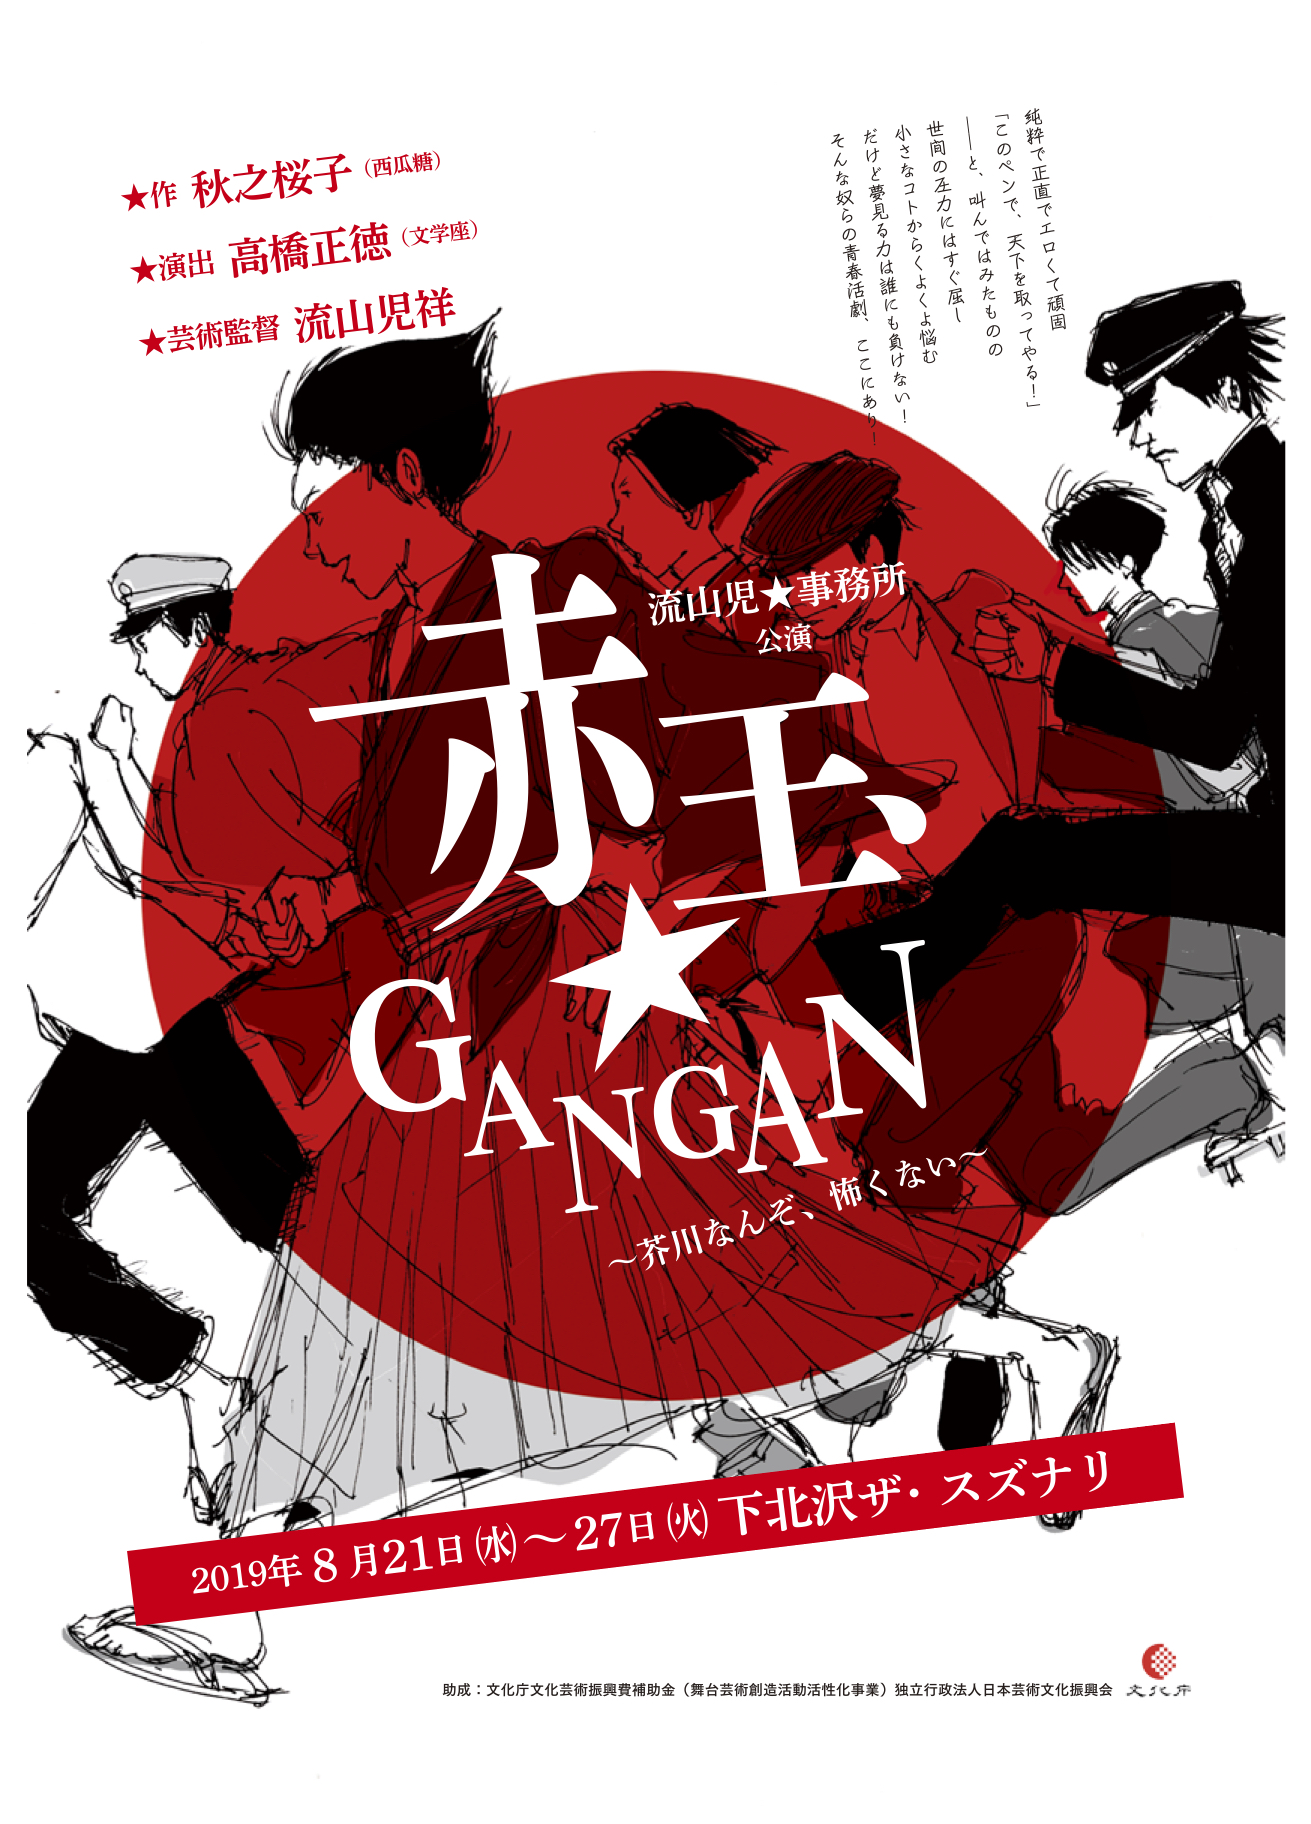 ★作 秋之桜子（西瓜糖）
★演出 高橋正徳（文学座）
★芸術監督 流山児祥
純粋で正直でエロくて頑固
「このペンで、天下を取ってやる！」
――と、叫んではみたものの
世間の圧力にはすぐ屈し
小さなコトからくよくよ悩む
だけど夢見る力は誰にも負けない！
そんな奴らの青春活劇、ここにあり！
流山児★事務所
公演
赤玉
★
GANGAN
～芥川なんぞ、怖くない～
2019年8月21日㈬～27日㈫下北沢ザ・スズナリ
助成：文化庁文化芸術振興費補助金（舞台芸術創造活動活性化事業）独立行政法人日本芸術文化振興会
文化庁